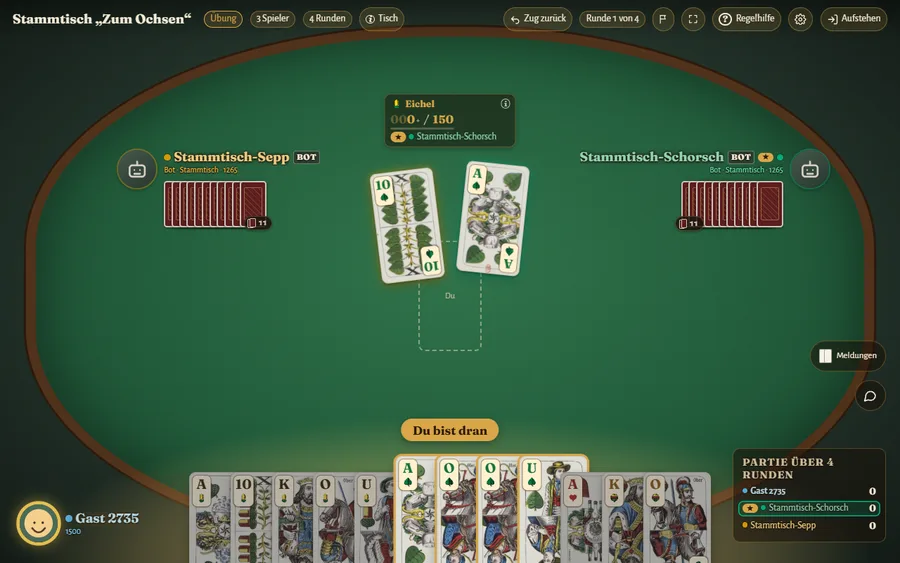 Stammtisch „Zum Ochsen“
Übung
3 Spieler
4 Runden
Tisch
Zug zurück
Runde 1 von 4
Regelhilfe
Aufstehen
Eichel
000 / 150
Stammtisch-Schorsch
Stammtisch-Sepp BOT
Bot · Stammtisch · 1265
11
Stammtisch-Schorsch BOT
Bot · Stammtisch · 1265
11
10
10
A
A
Du
Meldungen
Du bist dran
A 10 K O U A O O U A K O
Gast 2735
1500
PARTIE ÜBER 4
RUNDEN
Gast 2735 0
Stammtisch-Schorsch 0
Stammtisch-Sepp 0